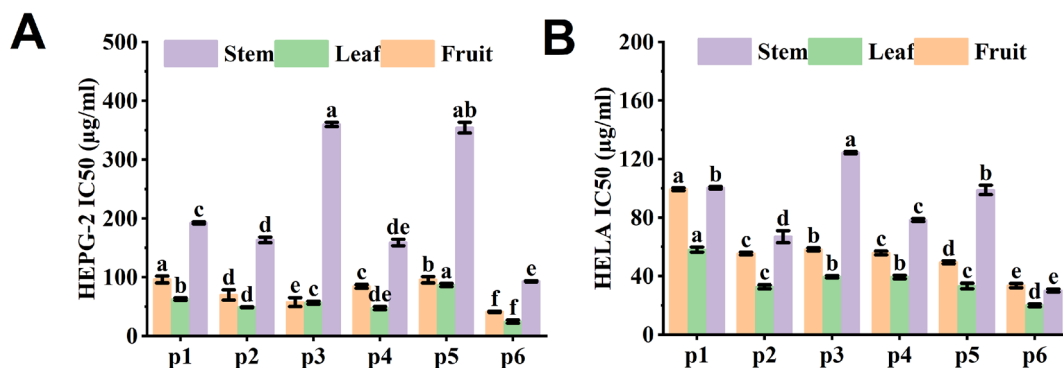 A
HEPG-2 IC50 (μg/ml)
500
400
300
200
100
0
Stem Leaf Fruit
a b c
d d d
e e a
c de de
b a ab
f f e
p1 p2 p3 p4 p5 p6
B
HELA IC50 (μg/ml)
200
160
120
80
40
0
Stem Leaf Fruit
a a b
c c d
b b a
c b c
d c b
e d e
p1 p2 p3 p4 p5 p6